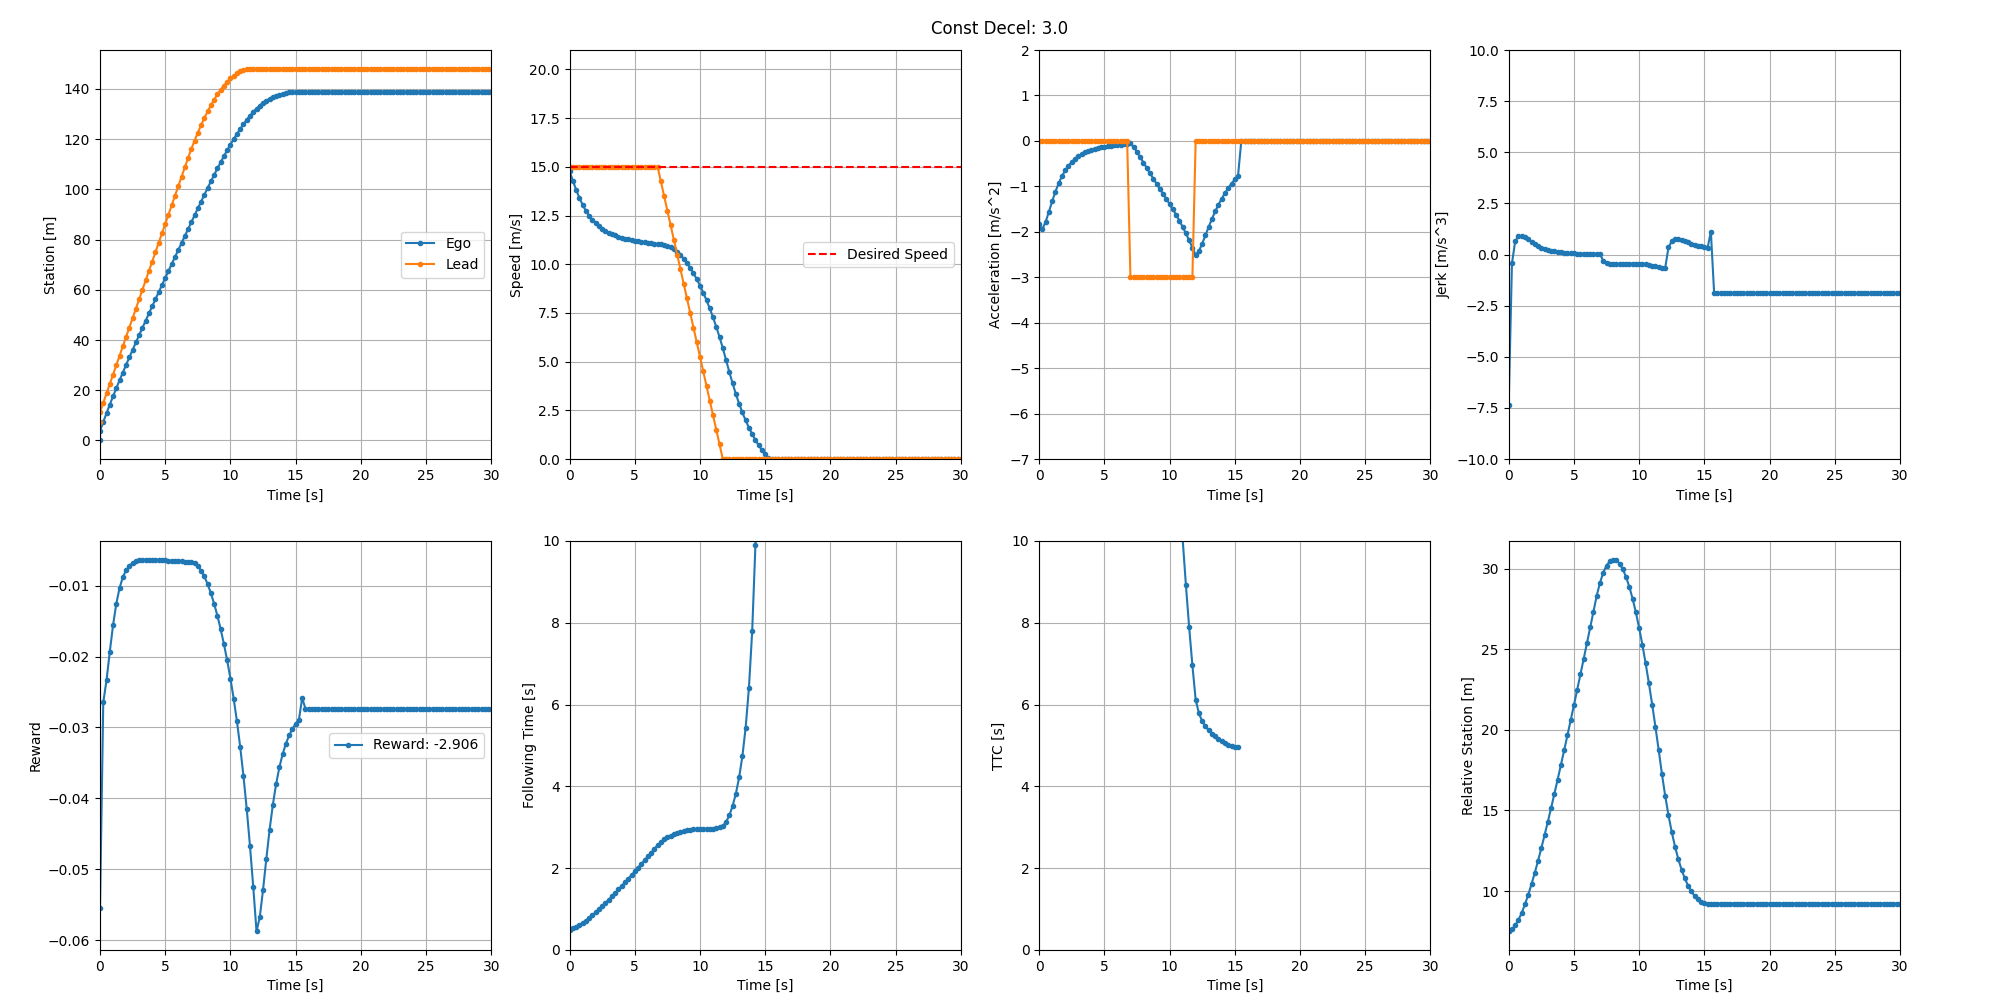 Const Decel: 3.0
Station [m]
140
120
100
80
60
40
20
0
Ego
Lead
0 5 10 15 20 25 30
Time [s]
Speed [m/s]
20.0
17.5
15.0
12.5
10.0
7.5
5.0
2.5
0.0
Desired Speed
0 5 10 15 20 25 30
Time [s]
Acceleration [m/s^2]
2
1
0
−1
−2
−3
−4
−5
−6
−7
0 5 10 15 20 25 30
Time [s]
Jerk [m/s^3]
10.0
7.5
5.0
2.5
0.0
−2.5
−5.0
−7.5
−10.0
0 5 10 15 20 25 30
Time [s]
Reward
−0.01
−0.02
−0.03
−0.04
−0.05
−0.06
Reward: -2.906
0 5 10 15 20 25 30
Time [s]
Following Time [s]
10
8
6
4
2
0
0 5 10 15 20 25 30
Time [s]
TTC [s]
10
8
6
4
2
0
0 5 10 15 20 25 30
Time [s]
Relative Station [m]
30
25
20
15
10
0 5 10 15 20 25 30
Time [s]